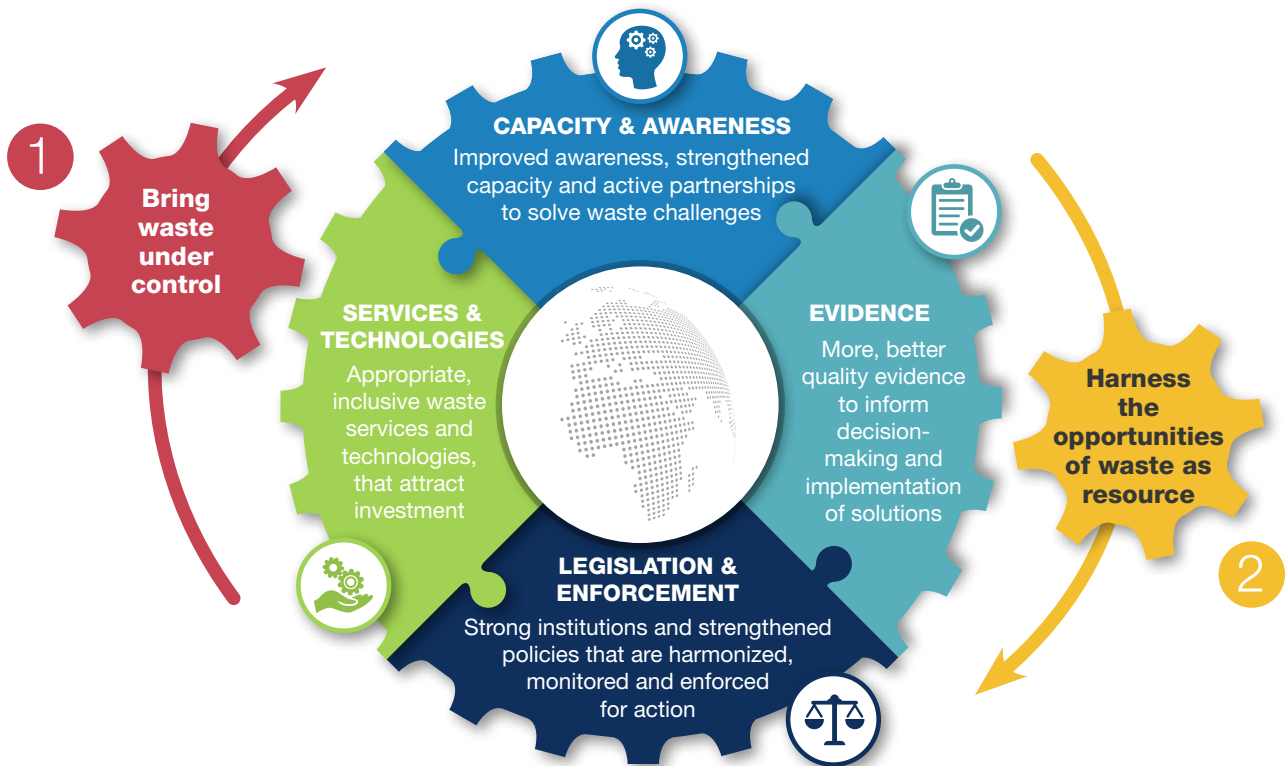 1
Bring
waste
under
control
CAPACITY & AWARENESS
Improved awareness, strengthened
capacity and active partnerships
to solve waste challenges
SERVICES &
TECHNOLOGIES
Appropriate,
inclusive waste
services and
technologies,
that attract
investment
EVIDENCE
More, better
quality evidence
to inform
decision-
making and
implementation
of solutions
LEGISLATION &
ENFORCEMENT
Strong institutions and strengthened
policies that are harmonized,
monitored and enforced
for action
Harness
the
opportunities
of waste as
resource
2